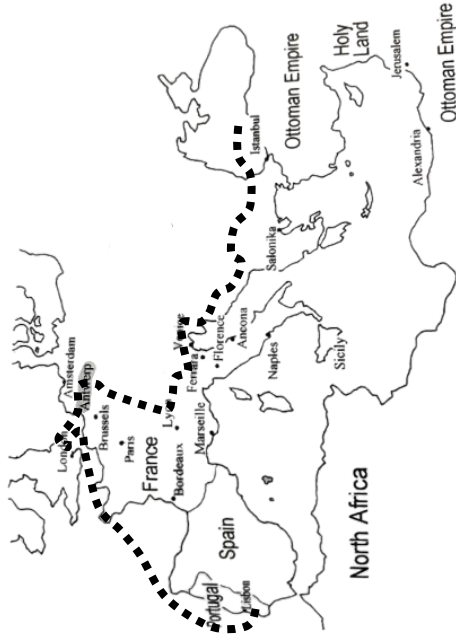 London
Amsterdam
Antwerp
Brussels
Paris
France
Lyon
Bordeaux
Marseille
Venice
Ferrara
Florence
Ancona
Naples
Sicily
Salonika
Istanbul
Ottoman Empire
Holy
Land
Jerusalem
Alexandria
Ottoman Empire
Portugal
Lisbon
Spain
North Africa